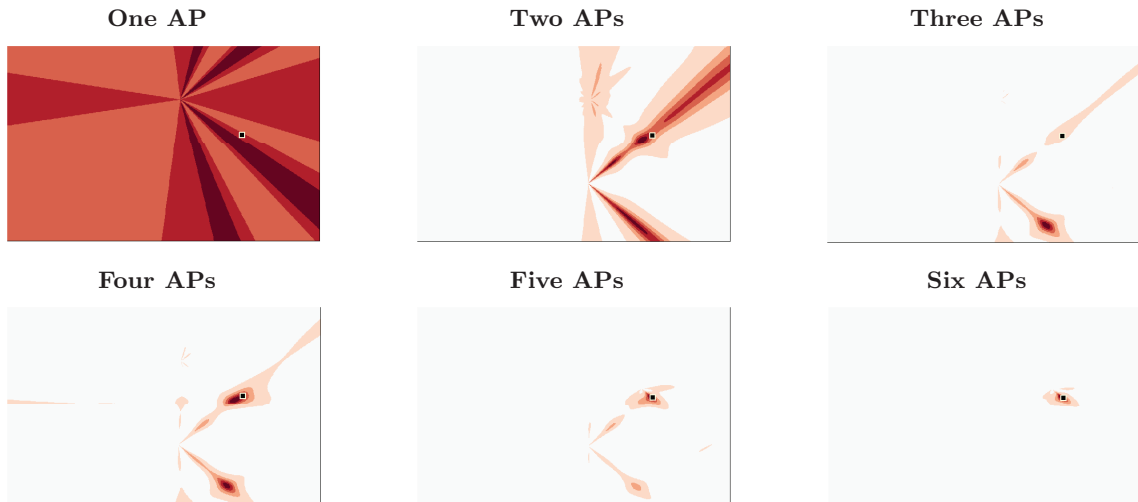 One AP
Two APs
Three APs
Four APs
Five APs
Six APs